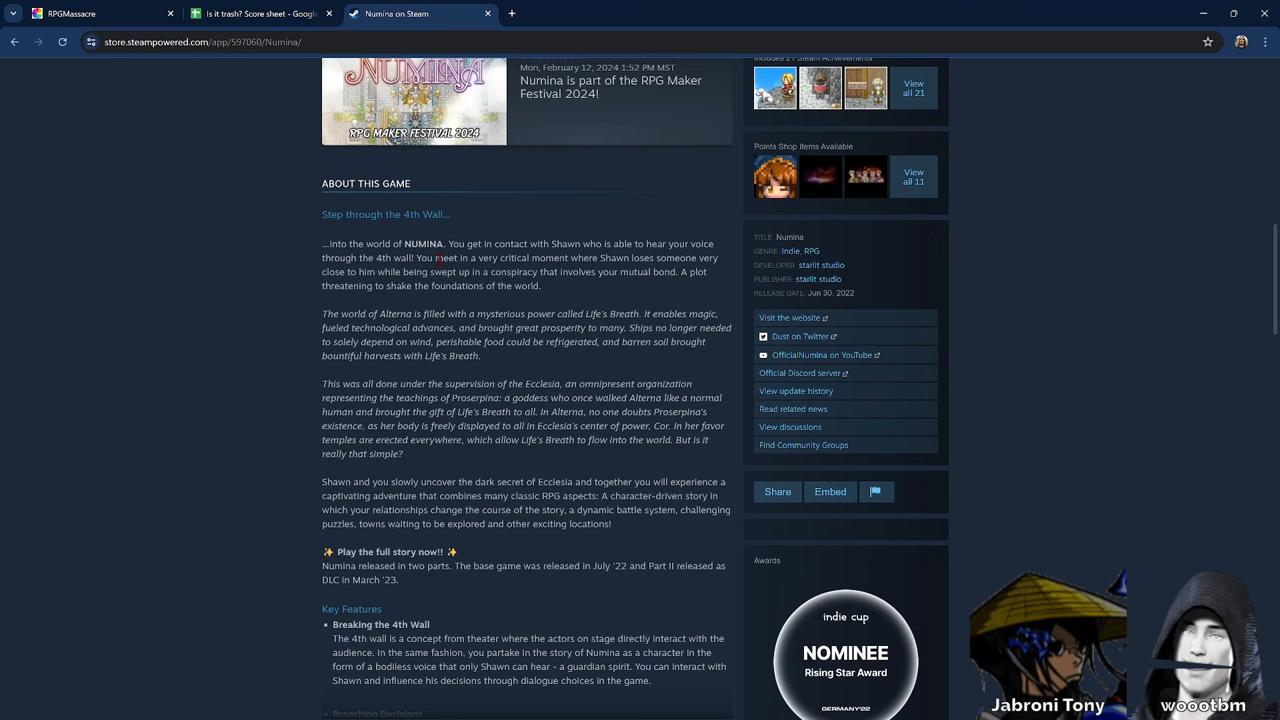 RPGMassacre
Is it trash? Score sheet - Google
Numina on Steam
store.steampowered.com/app/597060/Numina/
NUMINA
RPG MAKER FESTIVAL 2024
Mon, February 12, 2024 1:52 PM MST
Numina is part of the RPG Maker
Festival 2024!
ABOUT THIS GAME
Step through the 4th Wall…
…into the world of NUMINA. You get in contact with Shawn who is able to hear your voice
through the 4th wall! You meet in a very critical moment where Shawn loses someone very
close to him while being swept up in a conspiracy that involves your mutual bond. A plot
threatening to shake the foundations of the world.
The world of Alterna is filled with a mysterious power called Life's Breath. It enables magic,
fueled technological advances, and brought great prosperity to many. Ships no longer needed
to solely depend on wind, perishable food could be refrigerated, and barren soil brought
bountiful harvests with Life's Breath.
This was all done under the supervision of the Ecclesia, an omnipresent organization
representing the teachings of Proserpina: a goddess who once walked Alterna like a normal
human and brought the gift of Life's Breath to all. In Alterna, no one doubts Proserpina's
existence, as her body is freely displayed to all in Ecclesia's center of power, Cor. In her favor
temples are erected everywhere, which allow Life's Breath to flow into the world. But is it
really that simple?
Shawn and you slowly uncover the dark secret of Ecclesia and together you will experience a
captivating adventure that combines many classic RPG aspects: A character-driven story in
which your relationships change the course of the story, a dynamic battle system, challenging
puzzles, towns waiting to be explored and other exciting locations!
✨ Play the full story now!! ✨
Numina released in two parts. The base game was released in July '22 and Part II released as
DLC in March '23.
Key Features
▪ Breaking the 4th Wall
The 4th wall is a concept from theater where the actors on stage directly interact with the
audience. In the same fashion, you partake in the story of Numina as a character in the
form of a bodiless voice that only Shawn can hear - a guardian spirit. You can interact with
Shawn and influence his decisions through dialogue choices in the game.
▪ Branching Decisions
Includes 21 Steam Achievements
View
all 21
Points Shop Items Available
View
all 11
TITLE: Numina
GENRE: Indie, RPG
DEVELOPER: starlit studio
PUBLISHER: starlit studio
RELEASE DATE: Jun 30, 2022
Visit the website
Dust on Twitter
OfficialNumina on YouTube
Official Discord server
View update history
Read related news
View discussions
Find Community Groups
Share
Embed
Awards
indie cup
NOMINEE
Rising Star Award
GERMANY'22
Jabroni Tony
woootbm